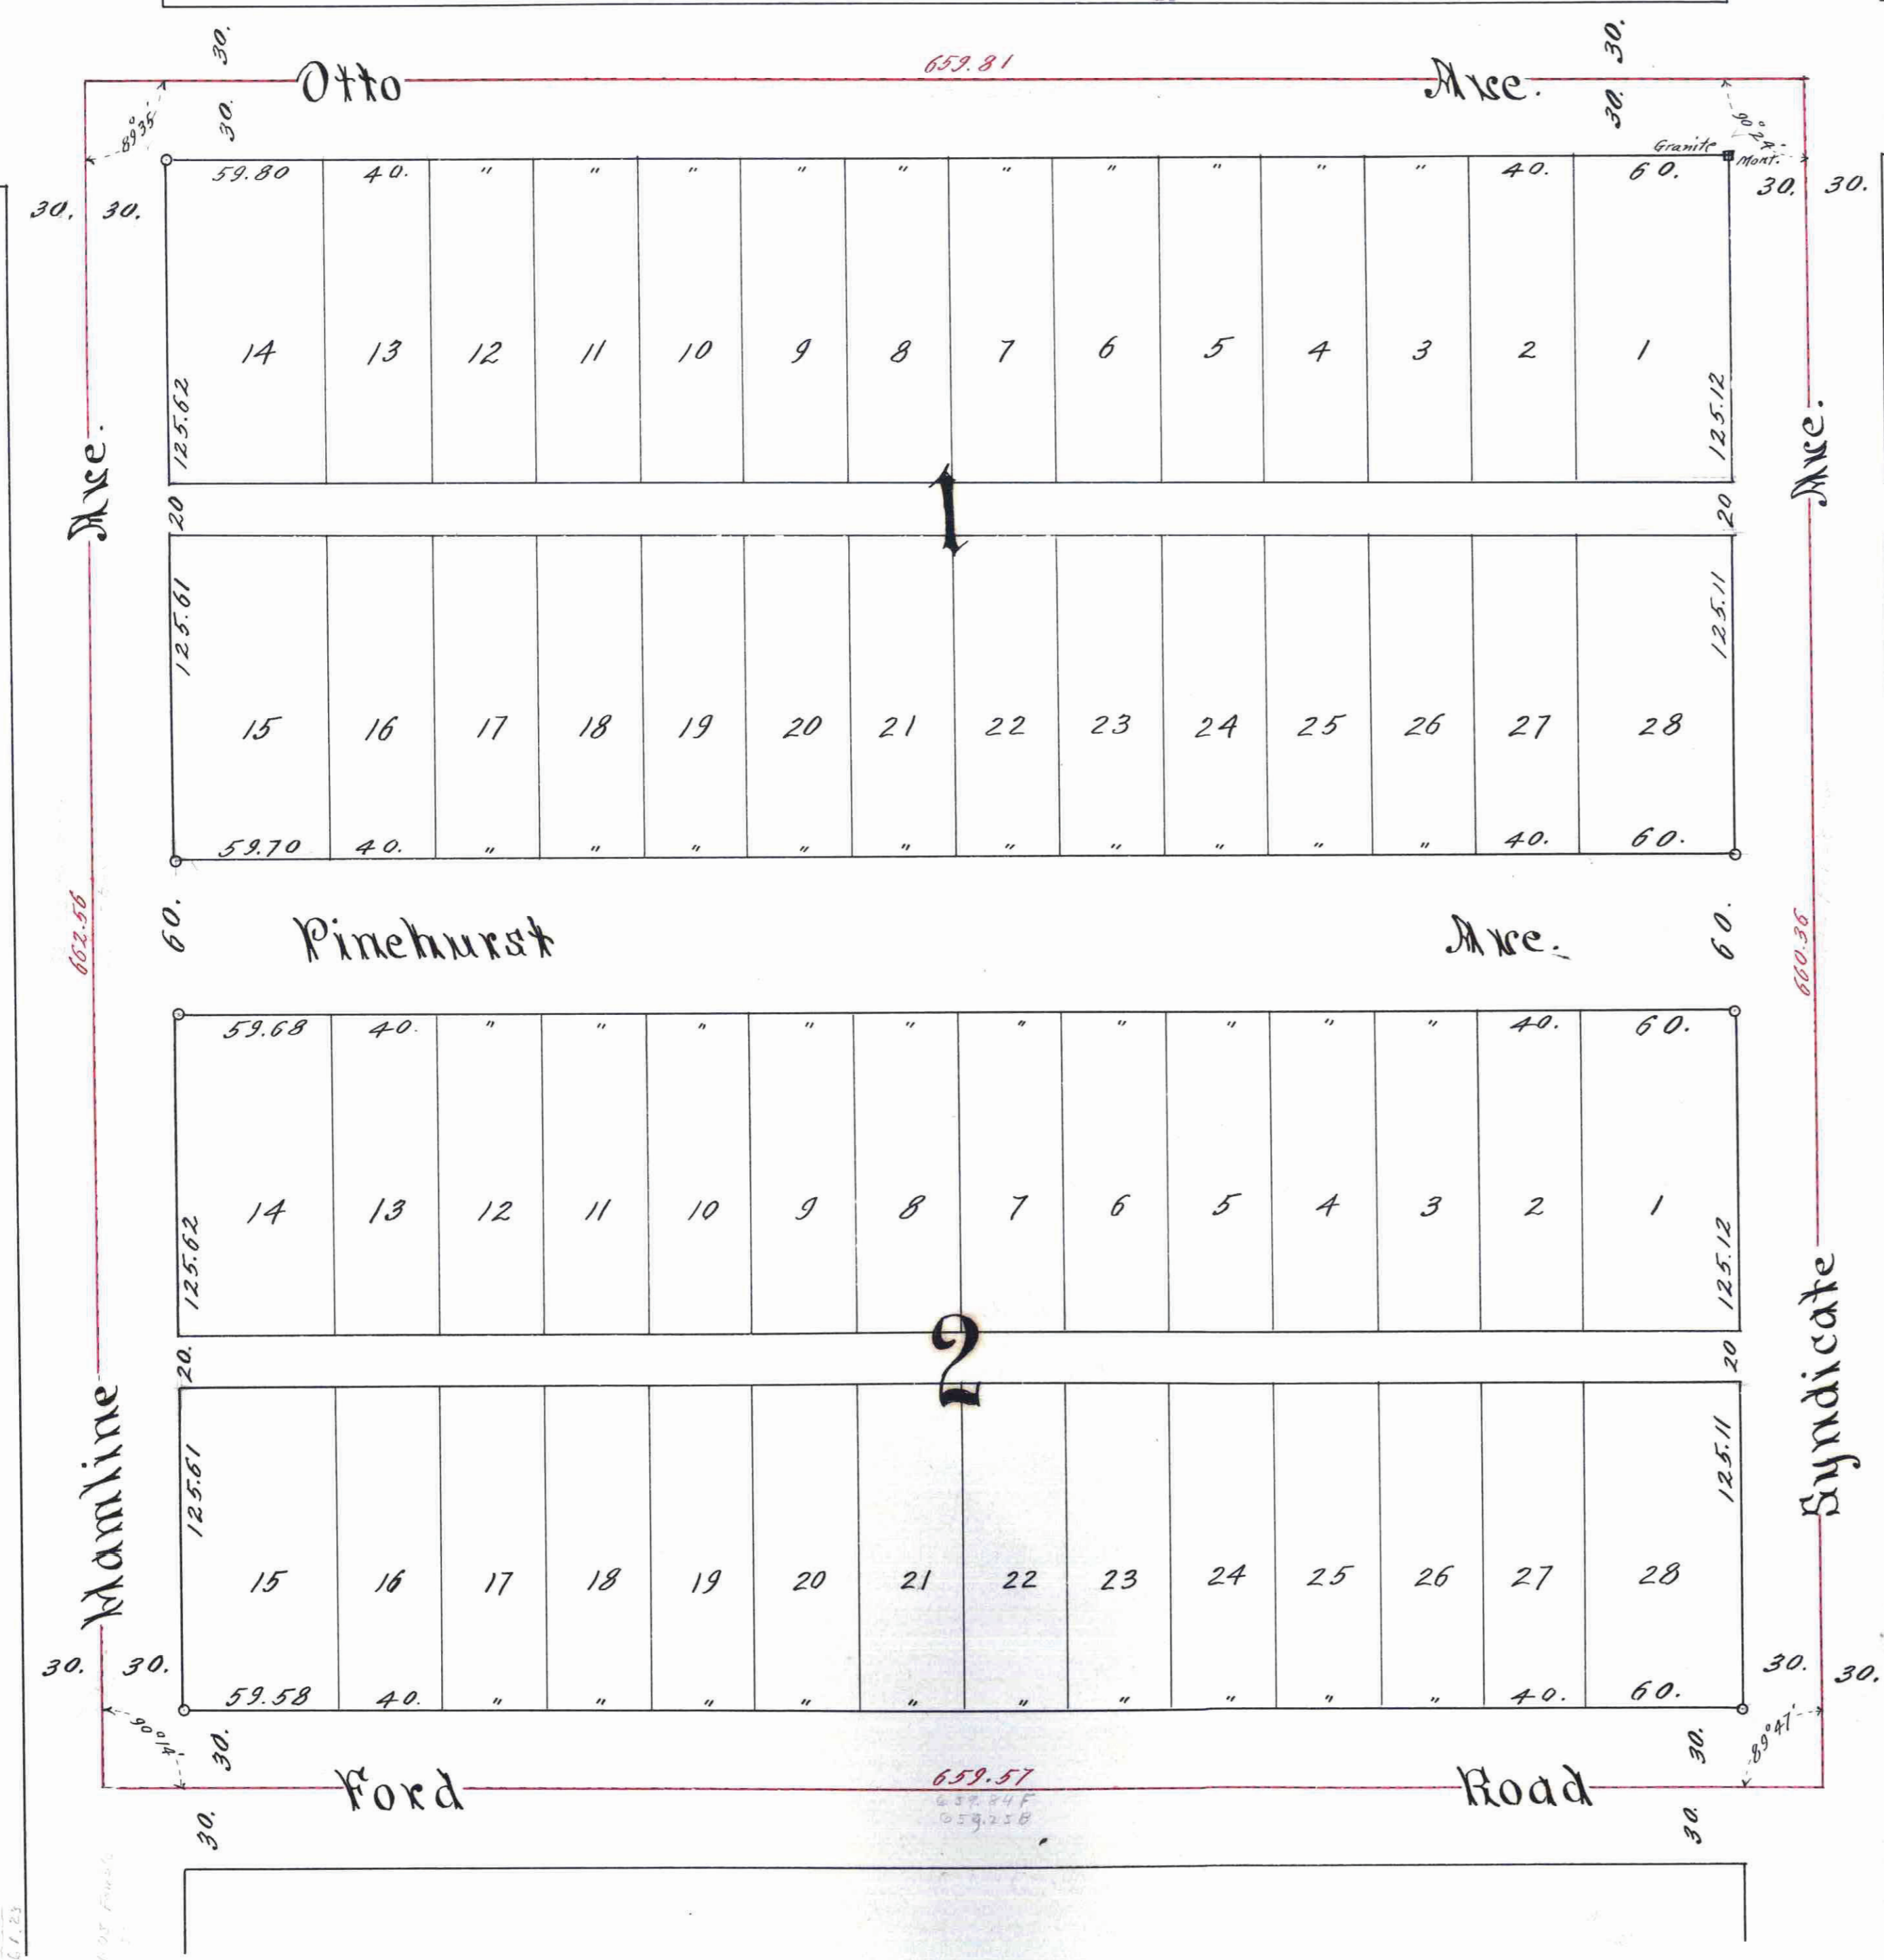 30. 30.
Otto 659.81 Ave.
30. 30.
89°35' 90°24'
Granite Mont.
59.80 40. " " " " " " " " " " 40. 60.
30. 30. 30. 30.
14 13 12 11 10 9 8 7 6 5 4 3 2 1
125.62 125.12
Ave. Ave.
1
20 20
125.61 125.11
15 16 17 18 19 20 21 22 23 24 25 26 27 28
59.70 40. " " " " " " " " " " 40. 60.
662.56 60. Pinehurst Ave. 60. 660.36
59.68 40. " " " " " " " " " " 40. 60.
14 13 12 11 10 9 8 7 6 5 4 3 2 1
125.62 125.12
2
20. 20
Hamline Syndicate
125.61 125.11
15 16 17 18 19 20 21 22 23 24 25 26 27 28
30. 30. 30. 30.
59.58 40. " " " " " " " " " " 40. 60.
90°14' 89°47'
30. 30.
Ford 659.57 Road
659.84F
659.25B
30. 30.